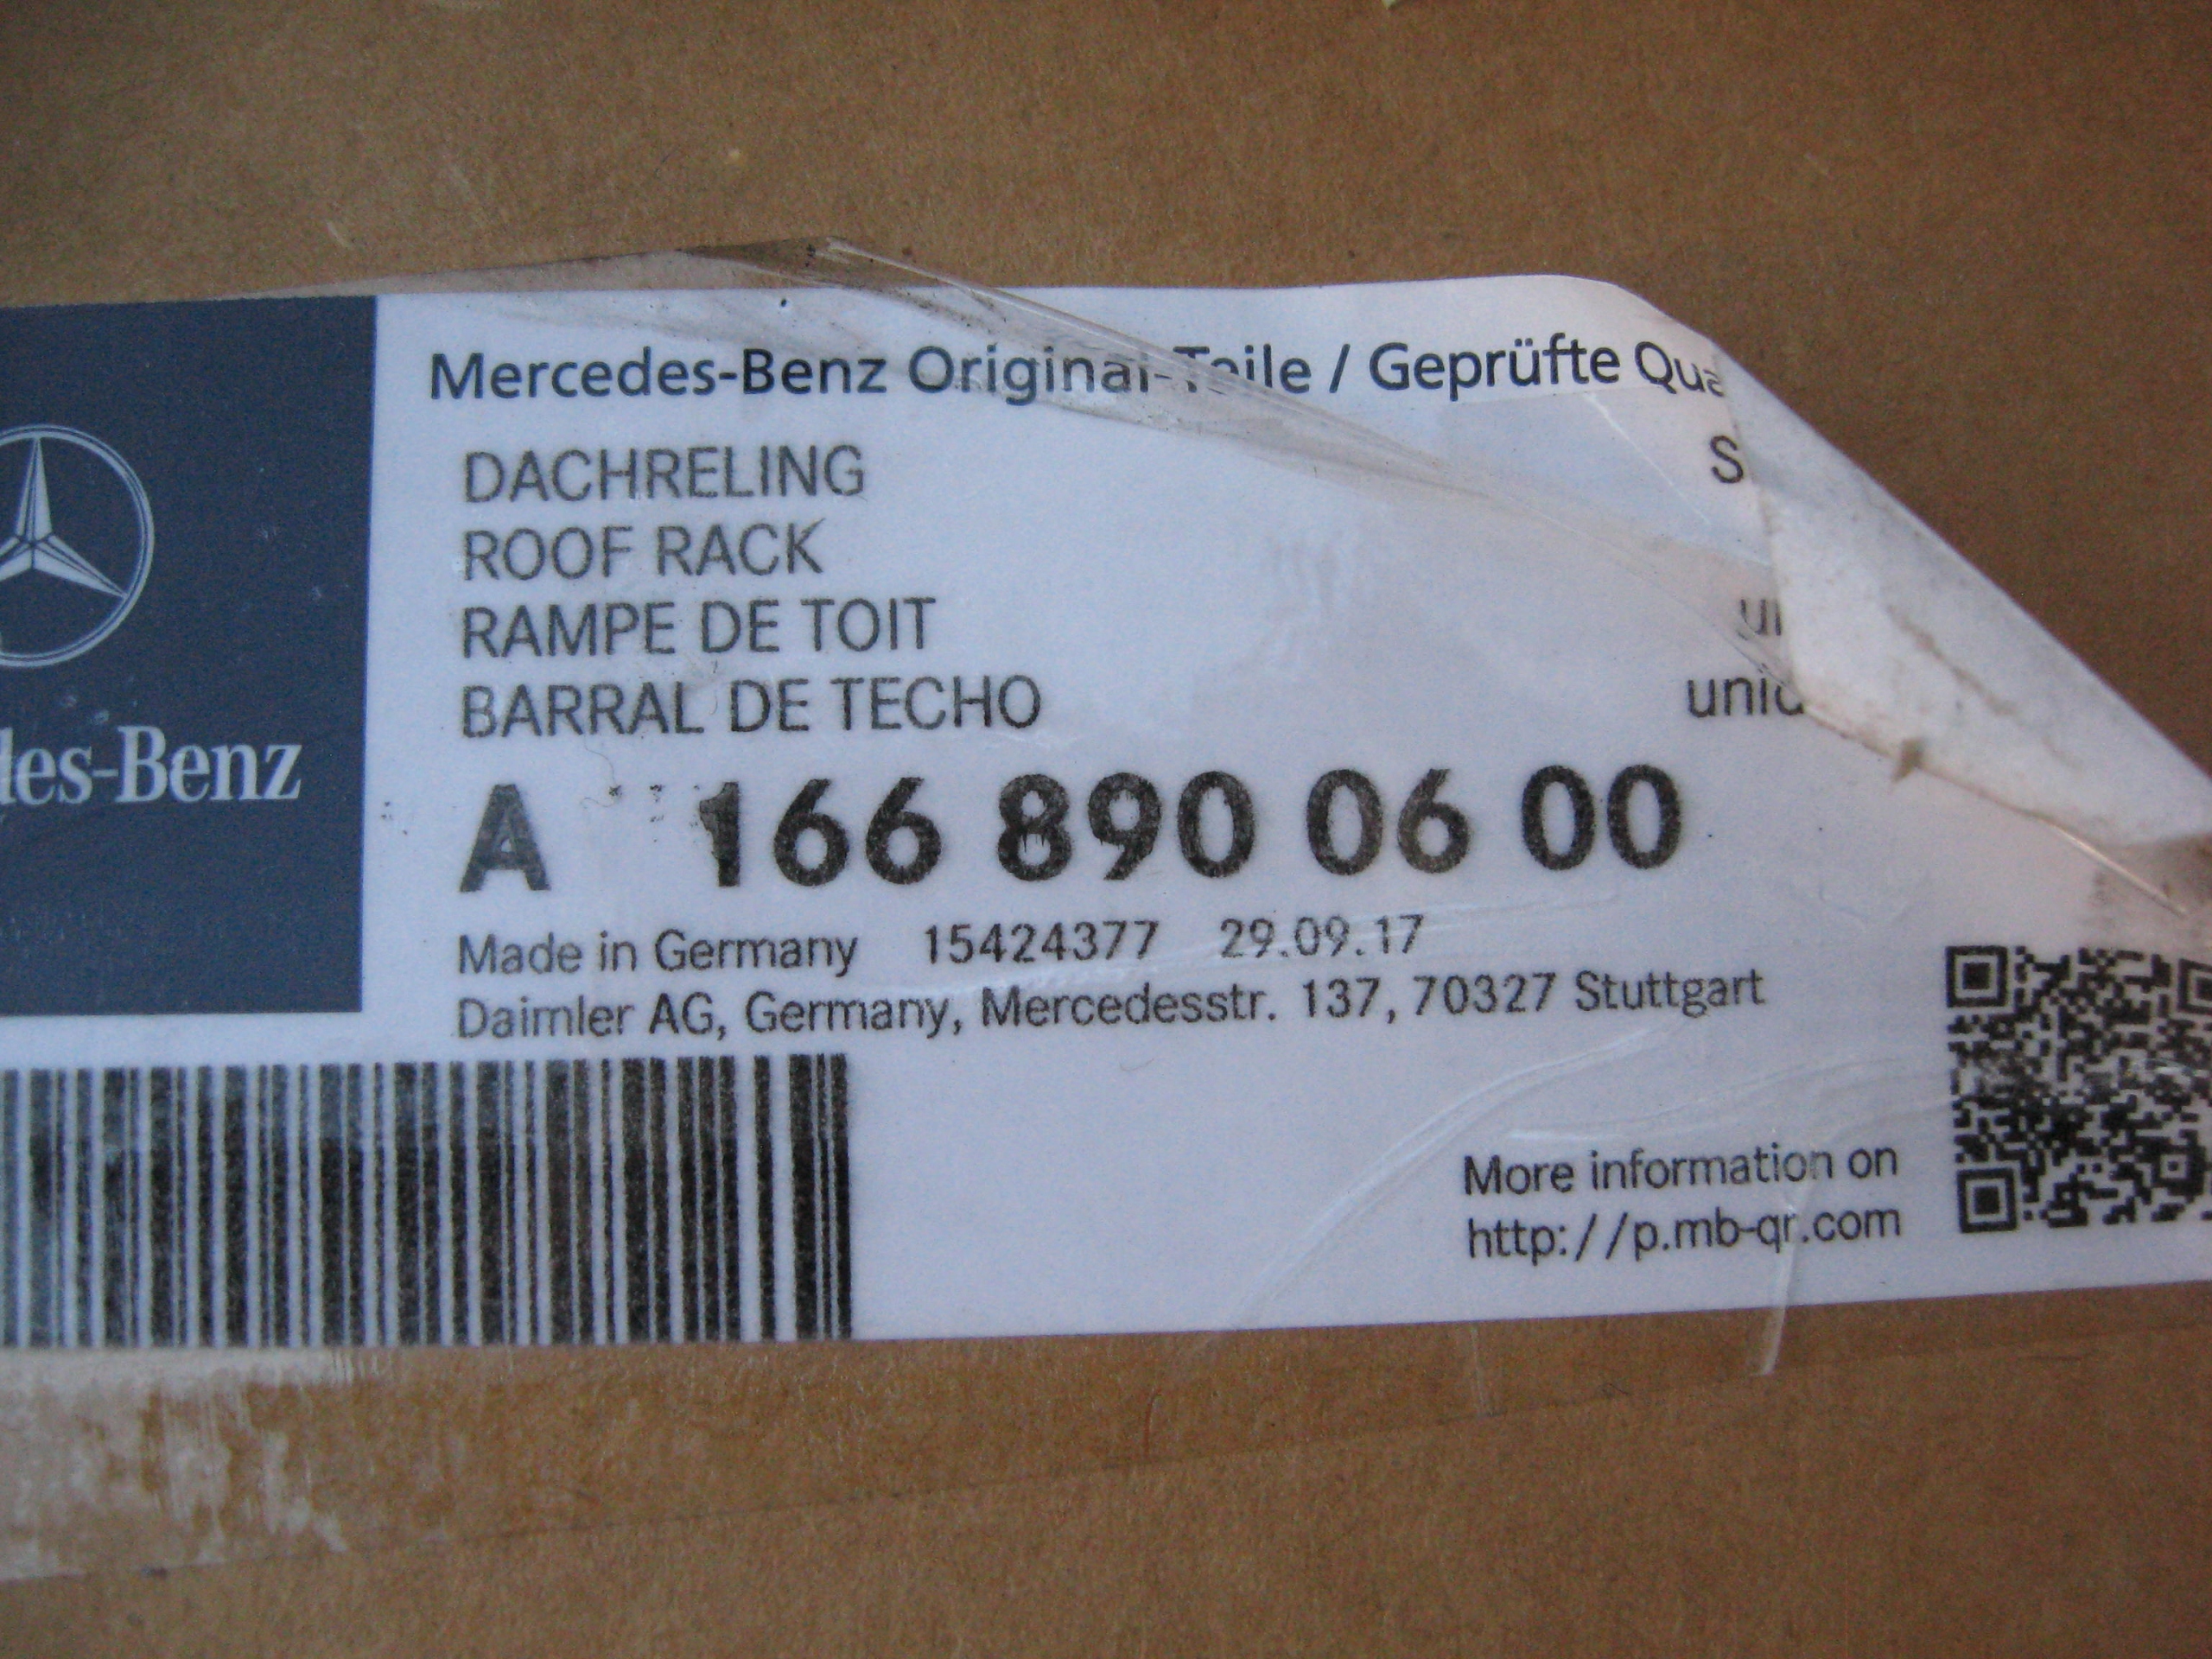 Mercedes-Benz Original-Teile / Geprüfte Qua
DACHRELING
S
ROOF RACK
RAMPE DE TOIT
BARRAL DE TECHO
unid
des-Benz
A 166 890 06 00
Made in Germany 15424377 29.09.17
Daimler AG, Germany, Mercedesstr. 137, 70327 Stuttgart
More information on
http://p.mb-qr.com